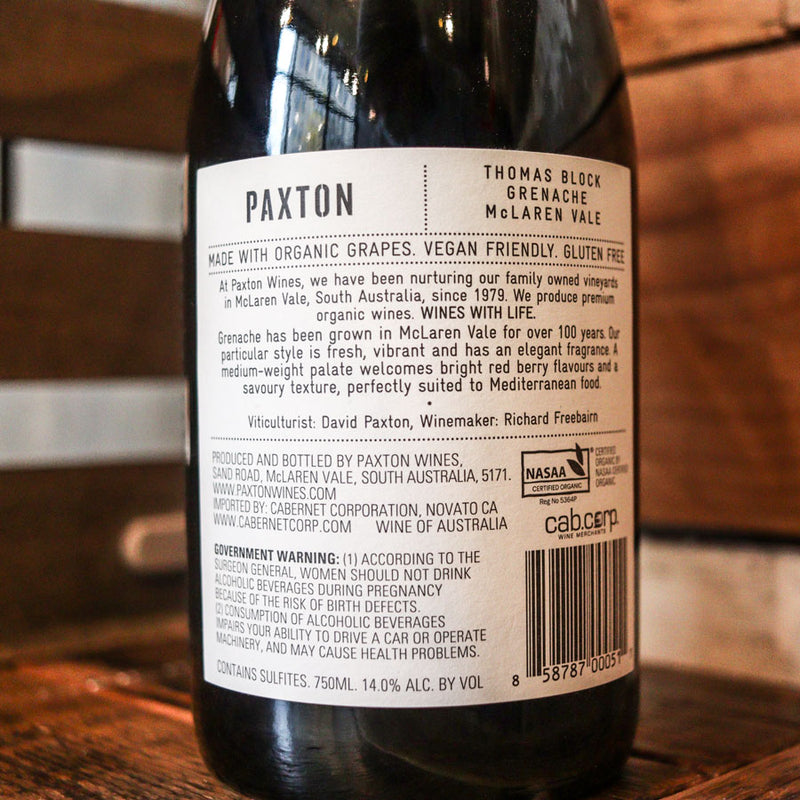 PAXTON
THOMAS BLOCK
GRENACHE
McLAREN VALE
MADE WITH ORGANIC GRAPES. VEGAN FRIENDLY. GLUTEN FREE
At Paxton Wines, we have been nurturing our family owned vineyards
in McLaren Vale, South Australia, since 1979. We produce premium
organic wines. WINES WITH LIFE.
Grenache has been grown in McLaren Vale for over 100 years. Our
particular style is fresh, vibrant and has an elegant fragrance. A
medium-weight palate welcomes bright red berry flavours and a
savoury texture, perfectly suited to Mediterranean food.
Viticulturist: David Paxton, Winemaker: Richard Freebairn
PRODUCED AND BOTTLED BY PAXTON WINES,
SAND ROAD, McLAREN VALE, SOUTH AUSTRALIA, 5171.
WWW.PAXTONWINES.COM
IMPORTED BY: CABERNET CORPORATION, NOVATO CA
WWW.CABERNETCORP.COM WINE OF AUSTRALIA
NASAA
CERTIFIED ORGANIC
Reg No 5364P
CERTIFIED
ORGANIC BY
NASAA CERTIFIED
ORGANIC
cab.corp.
WINE MERCHANTS
GOVERNMENT WARNING: (1) ACCORDING TO THE
SURGEON GENERAL, WOMEN SHOULD NOT DRINK
ALCOHOLIC BEVERAGES DURING PREGNANCY
BECAUSE OF THE RISK OF BIRTH DEFECTS.
(2) CONSUMPTION OF ALCOHOLIC BEVERAGES
IMPAIRS YOUR ABILITY TO DRIVE A CAR OR OPERATE
MACHINERY, AND MAY CAUSE HEALTH PROBLEMS.
CONTAINS SULFITES. 750ML. 14.0% ALC. BY VOL
8 58787 00051